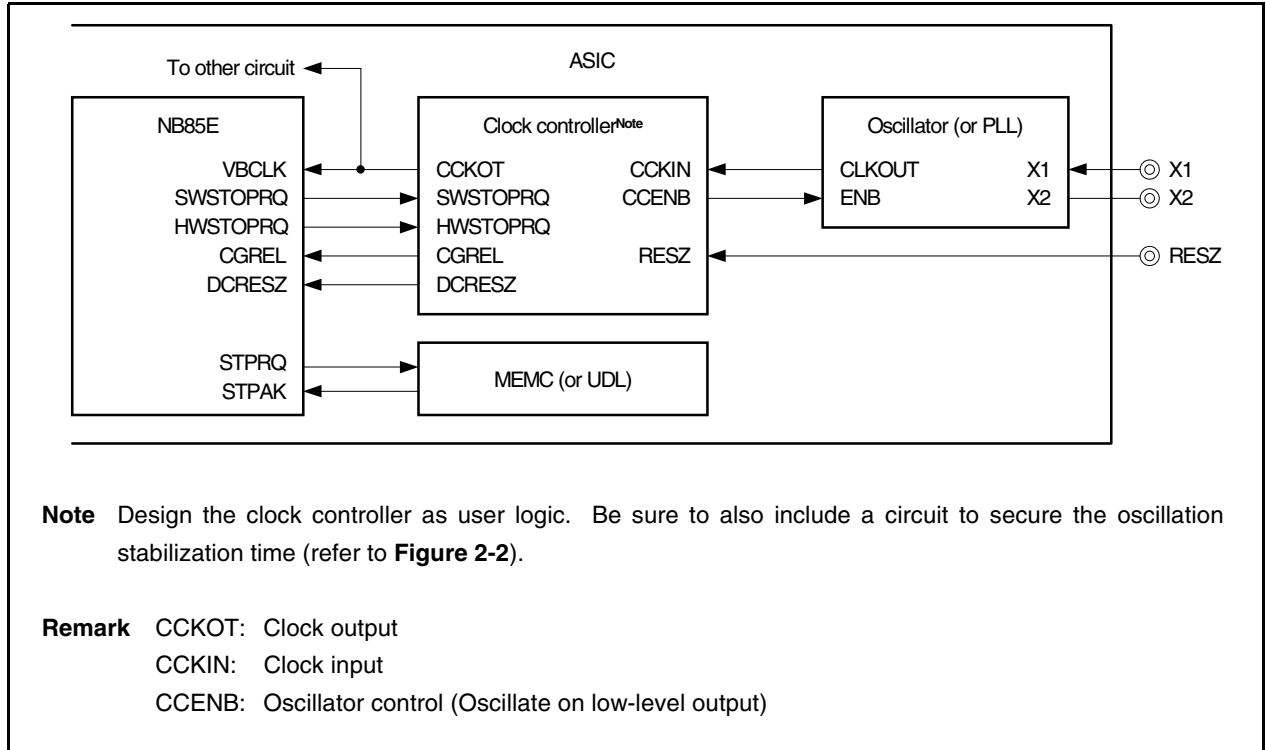 ASIC
To other circuit
NB85E
VBCLK
SWSTOPRQ
HWSTOPRQ
CGREL
DCRESZ
STPRQ
STPAK
Clock controllerNote
CCKOT
SWSTOPRQ
HWSTOPRQ
CGREL
DCRESZ
CCKIN
CCENB
RESZ
MEMC (or UDL)
Oscillator (or PLL)
CLKOUT
ENB
X1
X2
X1
X2
RESZ
Note Design the clock controller as user logic. Be sure to also include a circuit to secure the oscillation
stabilization time (refer to Figure 2-2).
Remark CCKOT: Clock output
CCKIN: Clock input
CCENB: Oscillator control (Oscillate on low-level output)